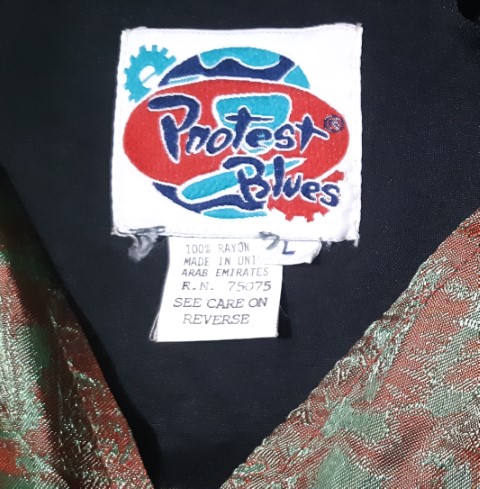 Protest®
Blues
L
100% RAYON
MADE IN UNI
ARAB EMIRATES
R.N. 75075
SEE CARE ON
REVERSE